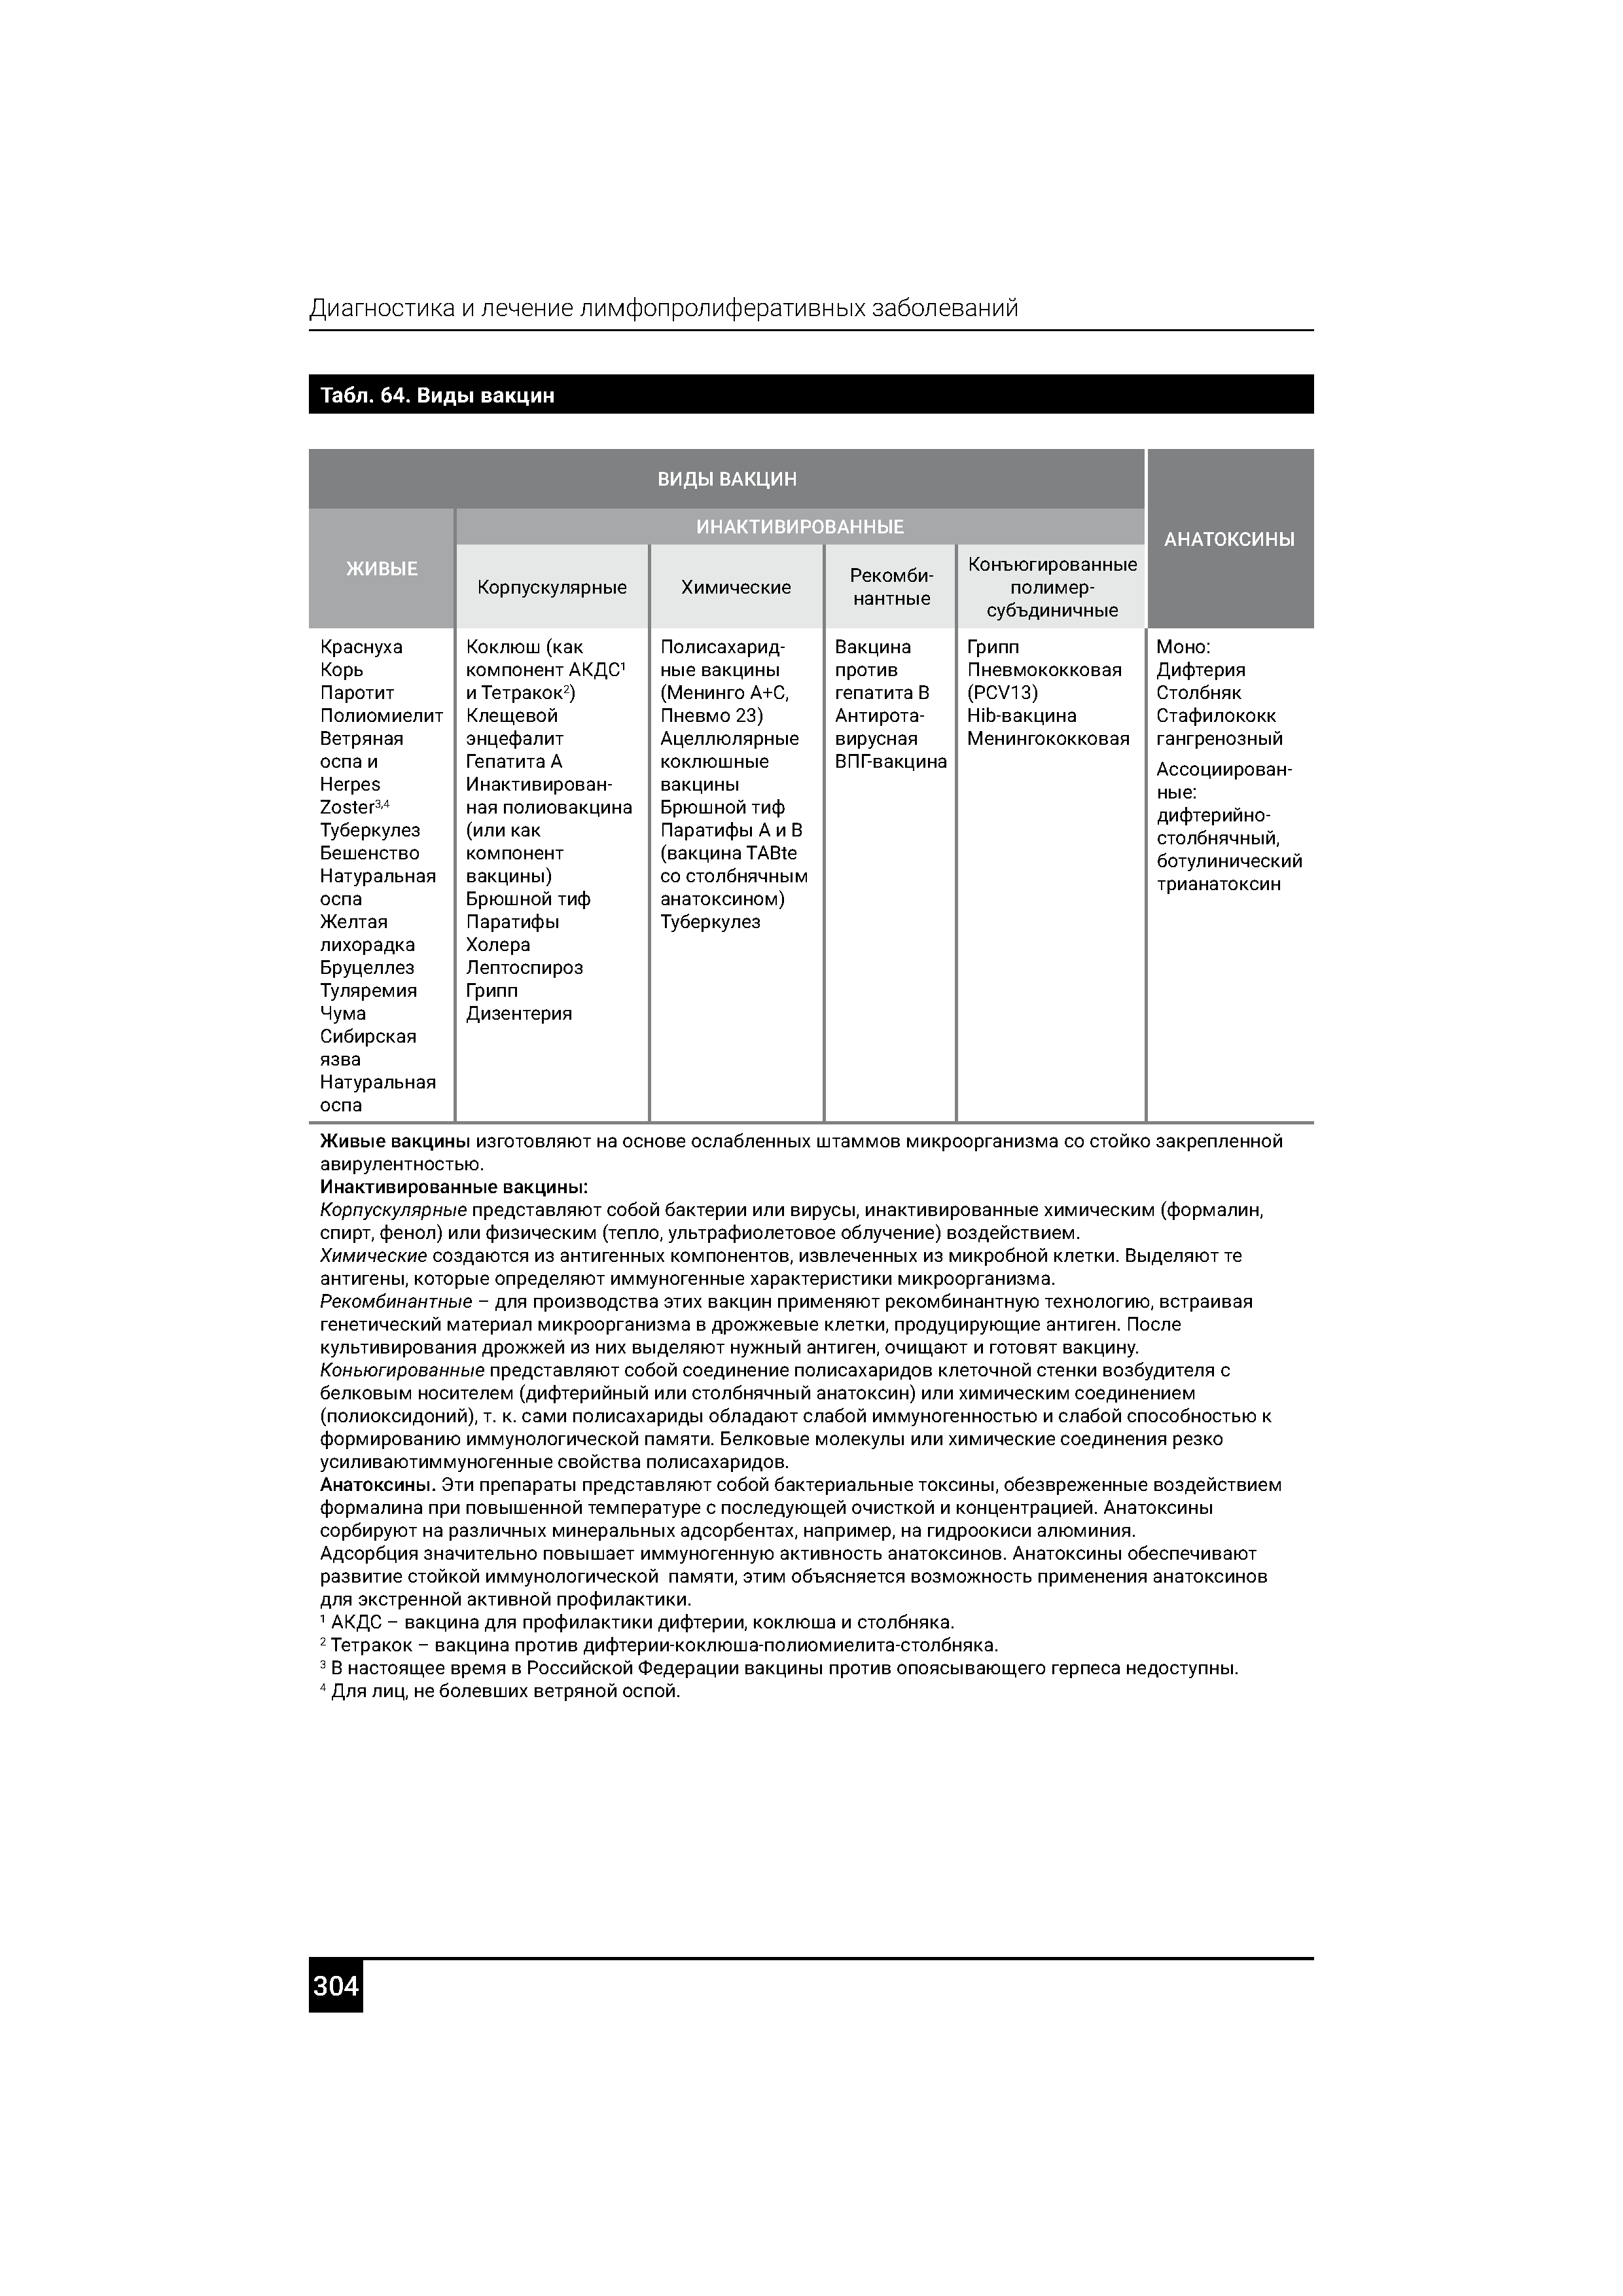 Диагностика и лечение лимфопролиферативных заболеваний
Табл. 64. Виды вакцин
ВИДЫ ВАКЦИН
АНАТОКСИНЫ
ЖИВЫЕ
ИНАКТИВИРОВАННЫЕ
Корпускулярные
Химические
Рекомби-
нантные
Конъюгированные
полимер-
субъдиничные
Краснуха
Корь
Паротит
Полиомиелит
Ветряная
оспа и
Herpes
Zoster³,⁴
Туберкулез
Бешенство
Натуральная
оспа
Желтая
лихорадка
Бруцеллез
Туляремия
Чума
Сибирская
язва
Натуральная
оспа
Коклюш (как
компонент АКДС¹
и Тетракок²)
Клещевой
энцефалит
Гепатита А
Инактивирован-
ная полиовакцина
(или как
компонент
вакцины)
Брюшной тиф
Паратифы
Холера
Лептоспироз
Грипп
Дизентерия
Полисахарид-
ные вакцины
(Менинго А+С,
Пневмо 23)
Ацеллюлярные
коклюшные
вакцины
Брюшной тиф
Паратифы А и В
(вакцина TABte
со столбнячным
анатоксином)
Туберкулез
Вакцина
против
гепатита В
Антирота-
вирусная
ВПГ-вакцина
Грипп
Пневмококковая
(PCV13)
Hib-вакцина
Менингококковая
Моно:
Дифтерия
Столбняк
Стафилококк
гангренозный
Ассоциирован-
ные:
дифтерийно-
столбнячный,
ботулинический
трианатоксин
Живые вакцины изготовляют на основе ослабленных штаммов микроорганизма со стойко закрепленной
авирулентностью.
Инактивированные вакцины:
Корпускулярные представляют собой бактерии или вирусы, инактивированные химическим (формалин,
спирт, фенол) или физическим (тепло, ультрафиолетовое облучение) воздействием.
Химические создаются из антигенных компонентов, извлеченных из микробной клетки. Выделяют те
антигены, которые определяют иммуногенные характеристики микроорганизма.
Рекомбинантные – для производства этих вакцин применяют рекомбинантную технологию, встраивая
генетический материал микроорганизма в дрожжевые клетки, продуцирующие антиген. После
культивирования дрожжей из них выделяют нужный антиген, очищают и готовят вакцину.
Коньюгированные представляют собой соединение полисахаридов клеточной стенки возбудителя с
белковым носителем (дифтерийный или столбнячный анатоксин) или химическим соединением
(полиоксидоний), т. к. сами полисахариды обладают слабой иммуногенностью и слабой способностью к
формированию иммунологической памяти. Белковые молекулы или химические соединения резко
усиливаютиммуногенные свойства полисахаридов.
Анатоксины. Эти препараты представляют собой бактериальные токсины, обезвреженные воздействием
формалина при повышенной температуре с последующей очисткой и концентрацией. Анатоксины
сорбируют на различных минеральных адсорбентах, например, на гидроокиси алюминия.
Адсорбция значительно повышает иммуногенную активность анатоксинов. Анатоксины обеспечивают
развитие стойкой иммунологической памяти, этим объясняется возможность применения анатоксинов
для экстренной активной профилактики.
¹ АКДС – вакцина для профилактики дифтерии, коклюша и столбняка.
² Тетракок – вакцина против дифтерии-коклюша-полиомиелита-столбняка.
³ В настоящее время в Российской Федерации вакцины против опоясывающего герпеса недоступны.
⁴ Для лиц, не болевших ветряной оспой.
304